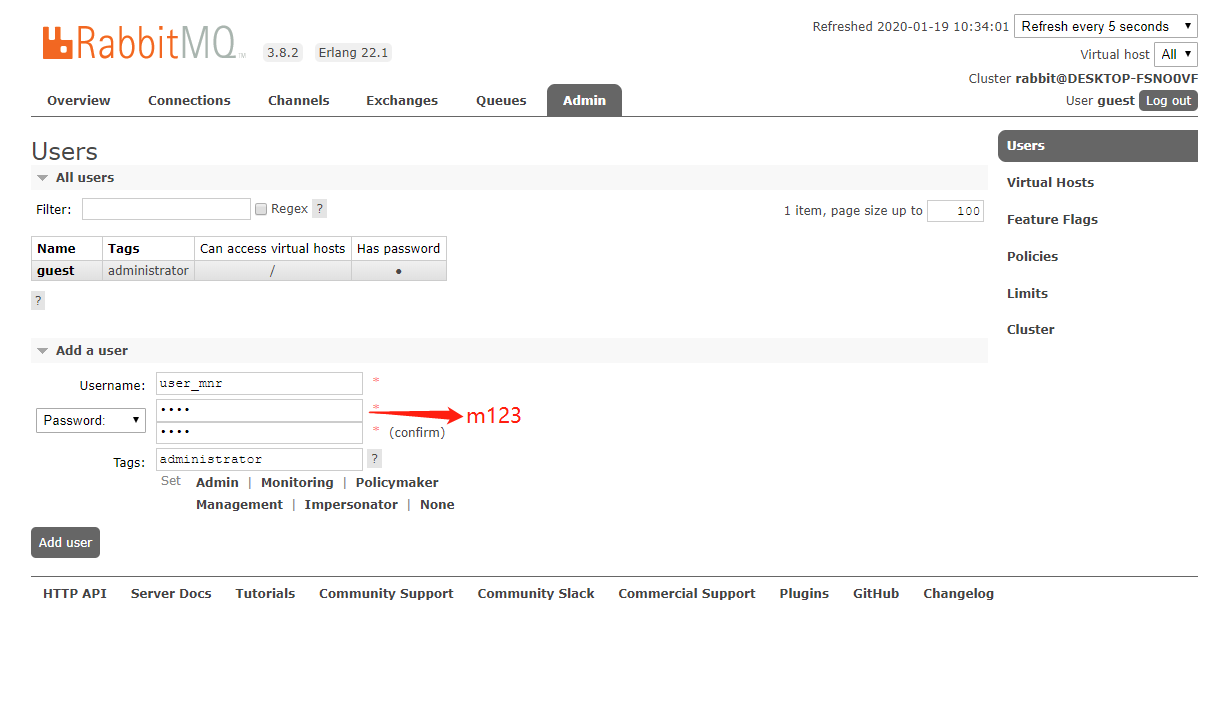 RabbitMQ TM 3.8.2 Erlang 22.1
Refreshed 2020-01-19 10:34:01 Refresh every 5 seconds
Virtual host All
Cluster rabbit@DESKTOP-FSNO0VF
User guest Log out
Overview Connections Channels Exchanges Queues Admin
Users
All users
Filter: Regex ? 1 item, page size up to 100
Name Tags Can access virtual hosts Has password
guest administrator / ●
?
Add a user
Username: user_mnr *
Password: •••• * m123
•••• * (confirm)
Tags: administrator ?
Set Admin | Monitoring | Policymaker
Management | Impersonator | None
Add user
Users
Virtual Hosts
Feature Flags
Policies
Limits
Cluster
HTTP API Server Docs Tutorials Community Support Community Slack Commercial Support Plugins GitHub Changelog